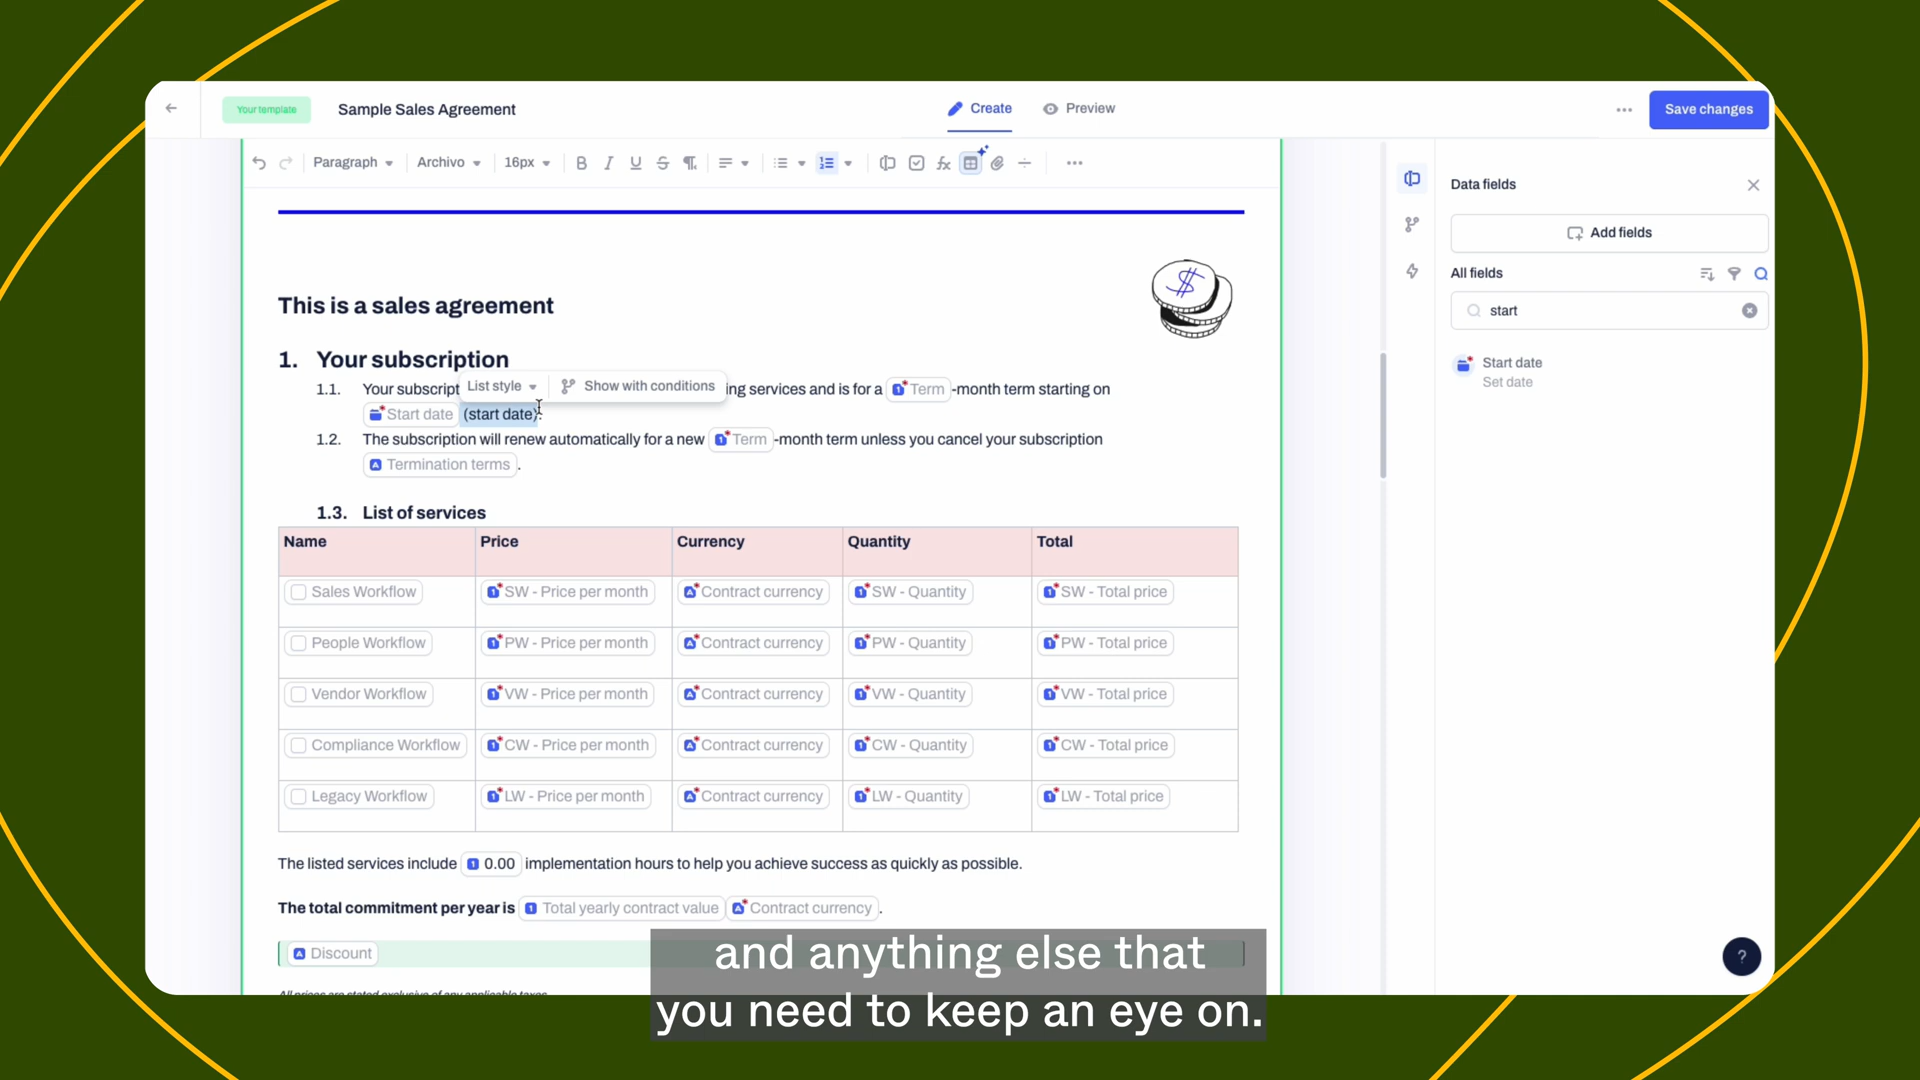 Your template
Sample Sales Agreement
Create
Preview
Save changes
Paragraph
Archivo
16px
This is a sales agreement
1. Your subscription
1.1. Your subscript
List style
Show with conditions
ing services and is for a Term -month term starting on
Start date (start date).
1.2. The subscription will renew automatically for a new Term -month term unless you cancel your subscription
Termination terms .
1.3. List of services
Name Price Currency Quantity Total
Sales Workflow SW - Price per month Contract currency SW - Quantity SW - Total price
People Workflow PW - Price per month Contract currency PW - Quantity PW - Total price
Vendor Workflow VW - Price per month Contract currency VW - Quantity VW - Total price
Compliance Workflow CW - Price per month Contract currency CW - Quantity CW - Total price
Legacy Workflow LW - Price per month Contract currency LW - Quantity LW - Total price
The listed services include 0.00 implementation hours to help you achieve success as quickly as possible.
The total commitment per year is Total yearly contract value Contract currency .
Discount
All prices are stated exclusive of any applicable taxes
Data fields
Add fields
All fields
start
Start date
Set date
and anything else that
you need to keep an eye on.